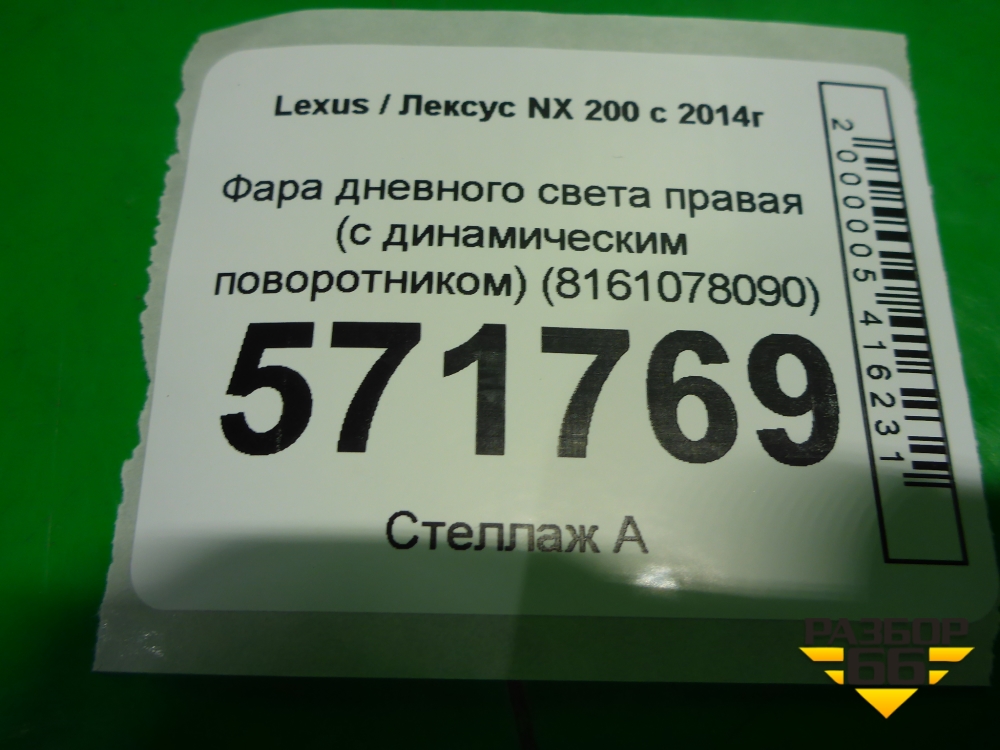 Lexus / Лексус NX 200 с 2014г
Фара дневного света правая
(с динамическим
поворотником) (8161078090)
571769
Стеллаж А
2000005416231
РАЗБОР
66